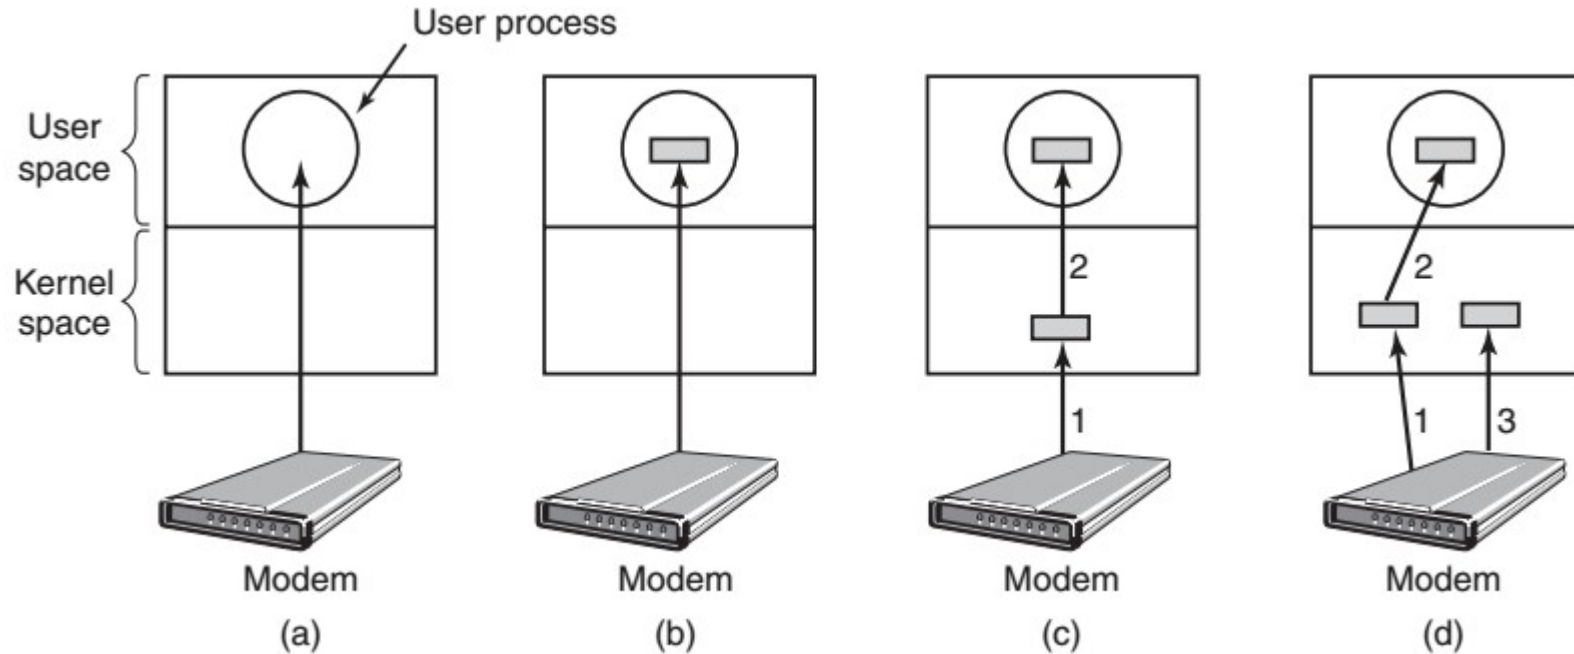 User process
User
space
Kernel
space
2
1
2
1
3
Modem
Modem
Modem
Modem
(a)
(b)
(c)
(d)